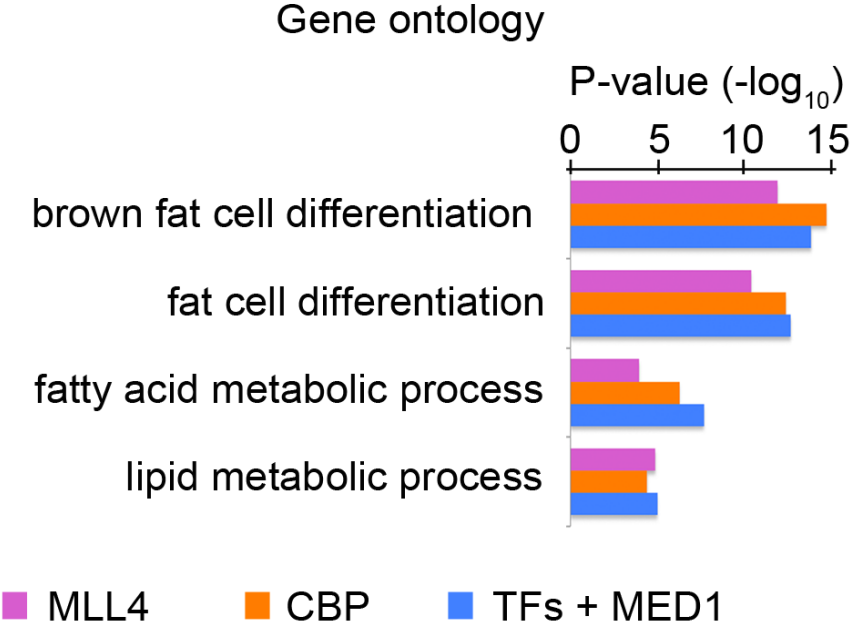 Gene ontology
P-value (-log10)
0 5 10 15
brown fat cell differentiation
fat cell differentiation
fatty acid metabolic process
lipid metabolic process
MLL4 CBP TFs + MED1